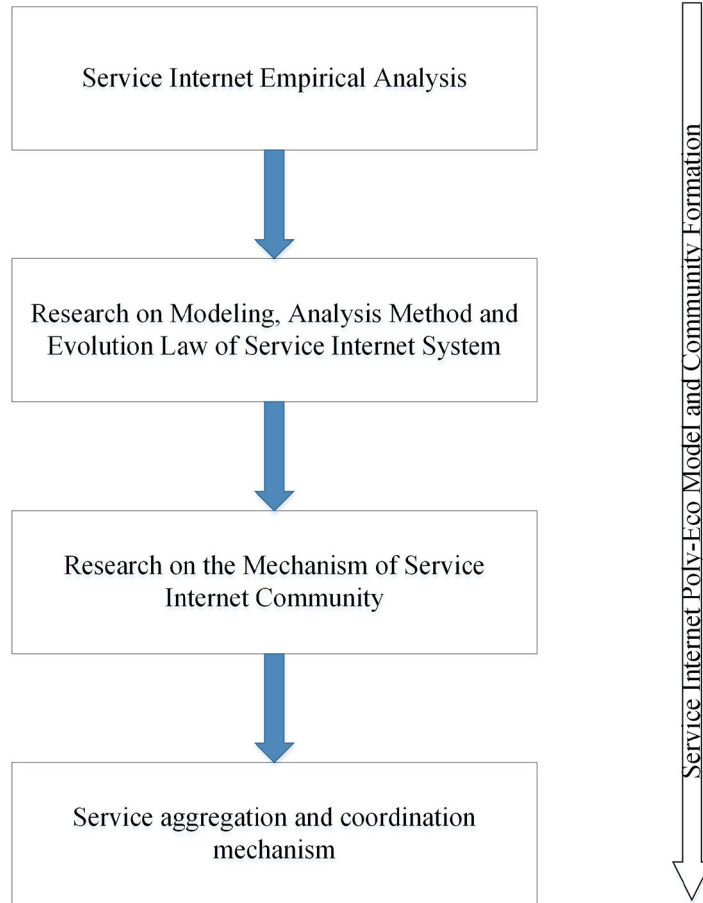 Service Internet Empirical Analysis
Research on Modeling, Analysis Method and
Evolution Law of Service Internet System
Research on the Mechanism of Service
Internet Community
Service aggregation and coordination
mechanism
Service Internet Poly-Eco Model and Community Formation